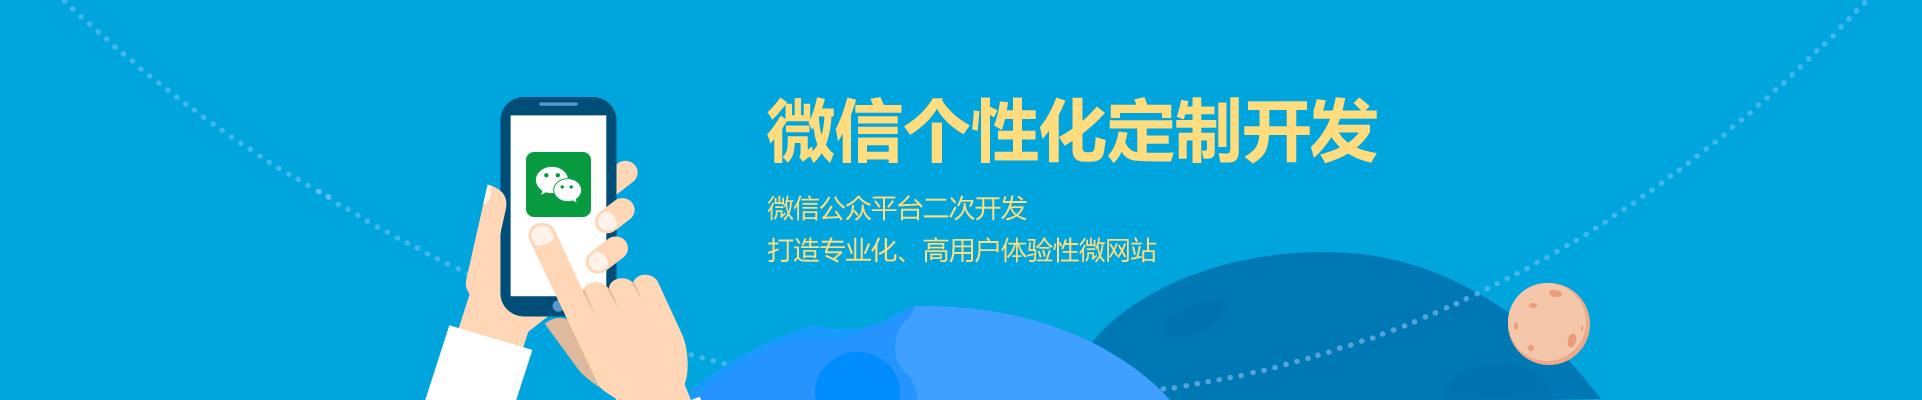 微信个性化定制开发
微信公众平台二次开发
打造专业化、高用户体验性微网站